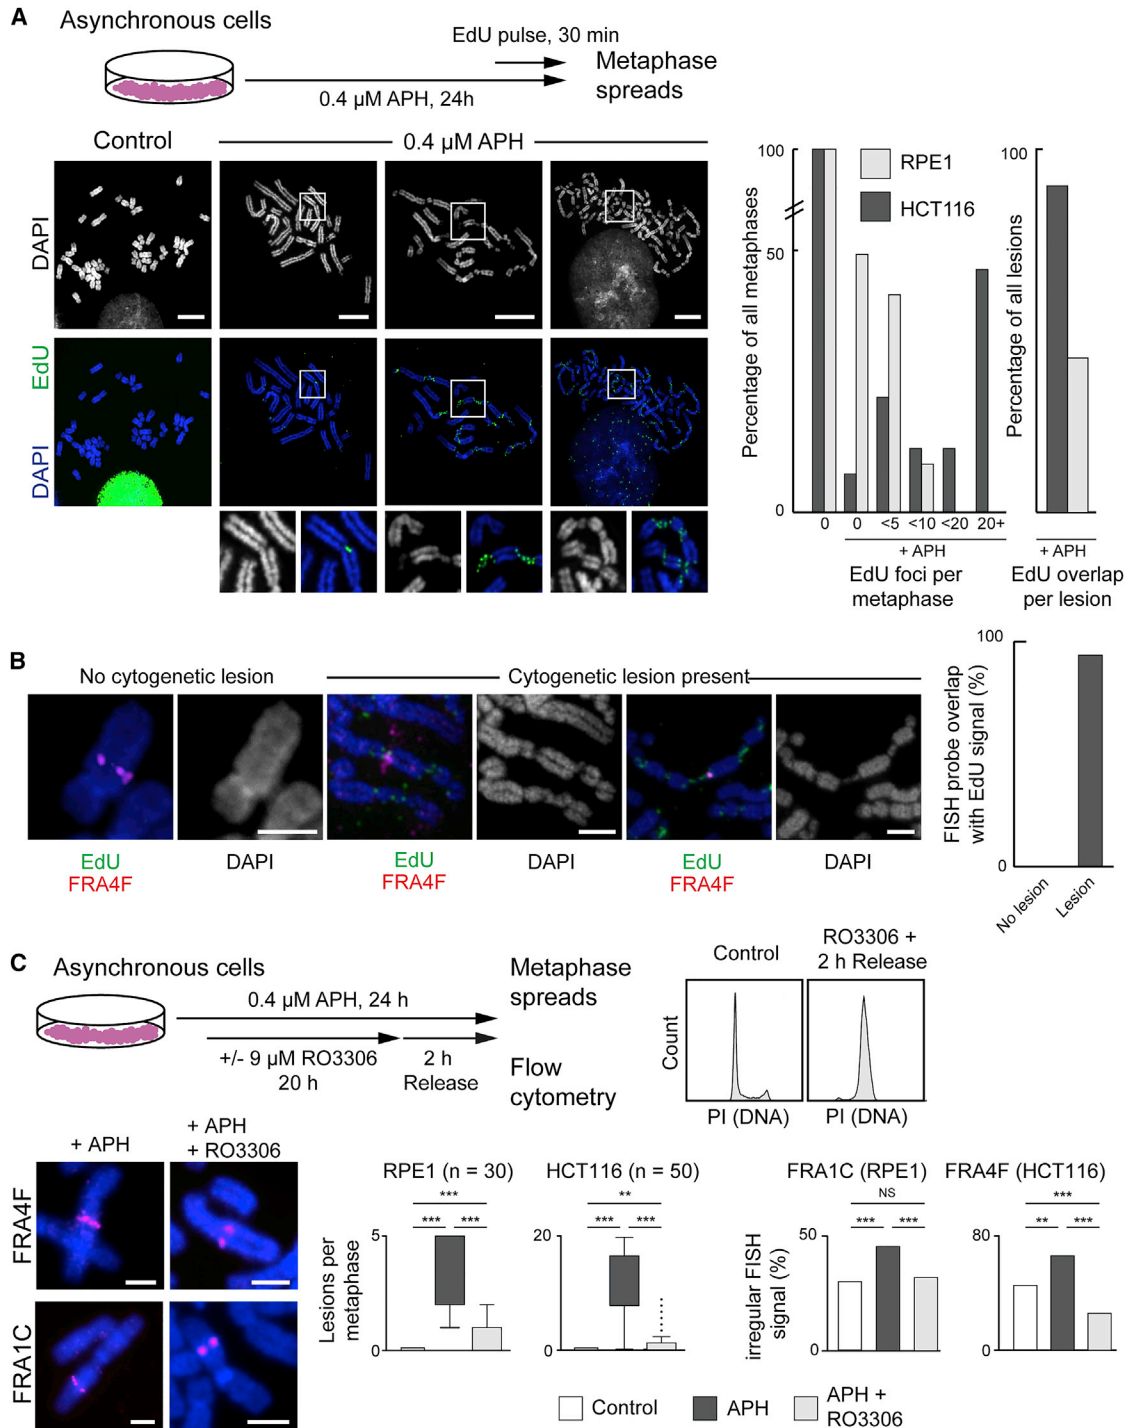 A
Asynchronous cells
EdU pulse, 30 min
0.4 µM APH, 24h
Metaphase
spreads
Control
0.4 µM APH
DAPI
DAPI EdU
100
50
0
Percentage of all metaphases
RPE1
HCT116
0 0 <5 <10 <20 20+
+ APH
EdU foci per
metaphase
100
Percentage of all lesions
+ APH
EdU overlap
per lesion
B
No cytogenetic lesion
Cytogenetic lesion present
EdU
FRA4F
DAPI
EdU
FRA4F
DAPI
EdU
FRA4F
DAPI
100
0
FISH probe overlap
with EdU signal (%)
No lesion
Lesion
C
Asynchronous cells
0.4 µM APH, 24 h
+/- 9 µM RO3306
20 h
2 h
Release
Metaphase
spreads
Flow
cytometry
Control
RO3306 +
2 h Release
Count
PI (DNA)
PI (DNA)
+ APH
+ APH
+ RO3306
FRA4F
FRA1C
RPE1 (n = 30)
***
*** ***
5
0
Lesions per
metaphase
HCT116 (n = 50)
**
*** ***
20
0
FRA1C (RPE1)
NS
*** ***
50
0
irregular FISH
signal (%)
FRA4F (HCT116)
***
** ***
80
0
Control
APH
APH +
RO3306